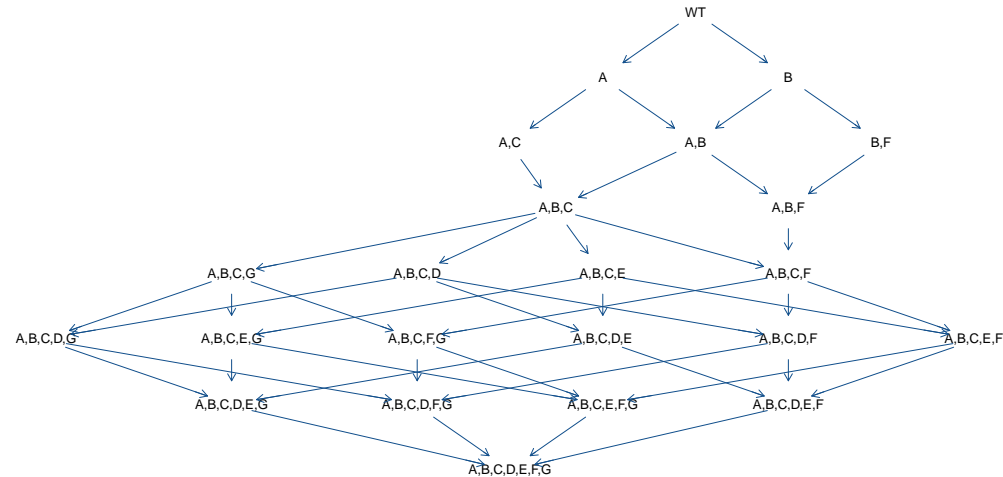 WT
A
B
A,C
A,B
B,F
A,B,C
A,B,F
A,B,C,G
A,B,C,D
A,B,C,E
A,B,C,F
A,B,C,D,G
A,B,C,E,G
A,B,C,F,G
A,B,C,D,E
A,B,C,D,F
A,B,C,E,F
A,B,C,D,E,G
A,B,C,D,F,G
A,B,C,E,F,G
A,B,C,D,E,F
A,B,C,D,E,F,G